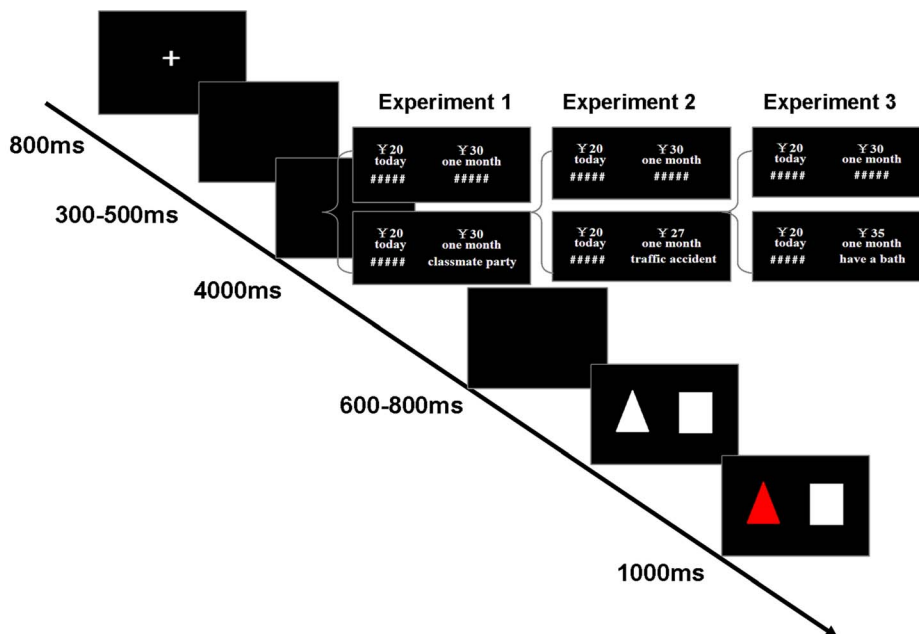 +
Experiment 1 Experiment 2 Experiment 3
800ms
300-500ms
4000ms
600-800ms
1000ms
¥20 ¥30
today one month
##### #####
¥20 ¥30
today one month
##### classmate party
¥20 ¥30
today one month
##### #####
¥20 ¥27
today one month
##### traffic accident
¥20 ¥30
today one month
##### #####
¥20 ¥35
today one month
##### have a bath